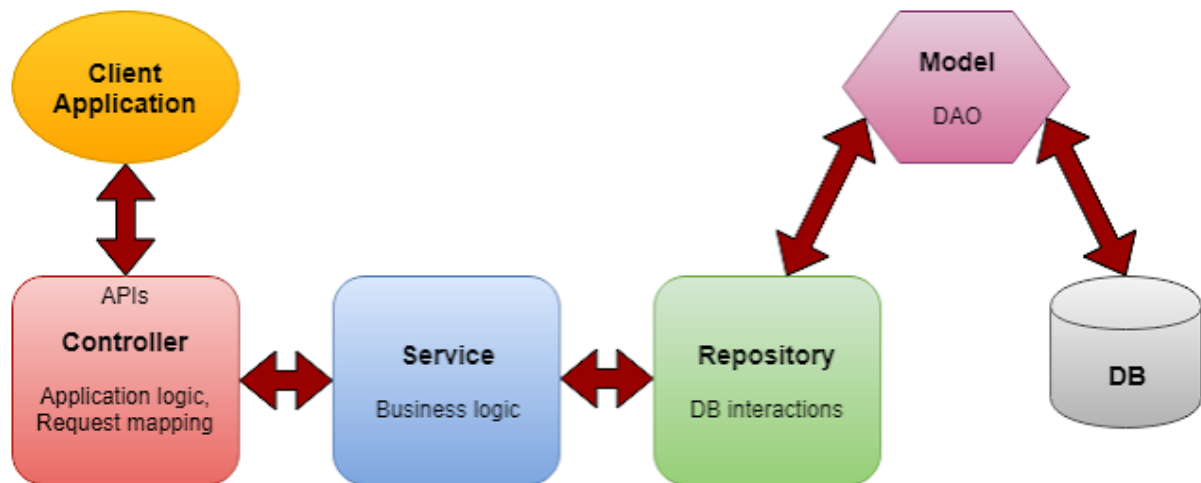 Client
Application
Model
DAO
APIs
Controller
Application logic,
Request mapping
Service
Business logic
Repository
DB interactions
DB